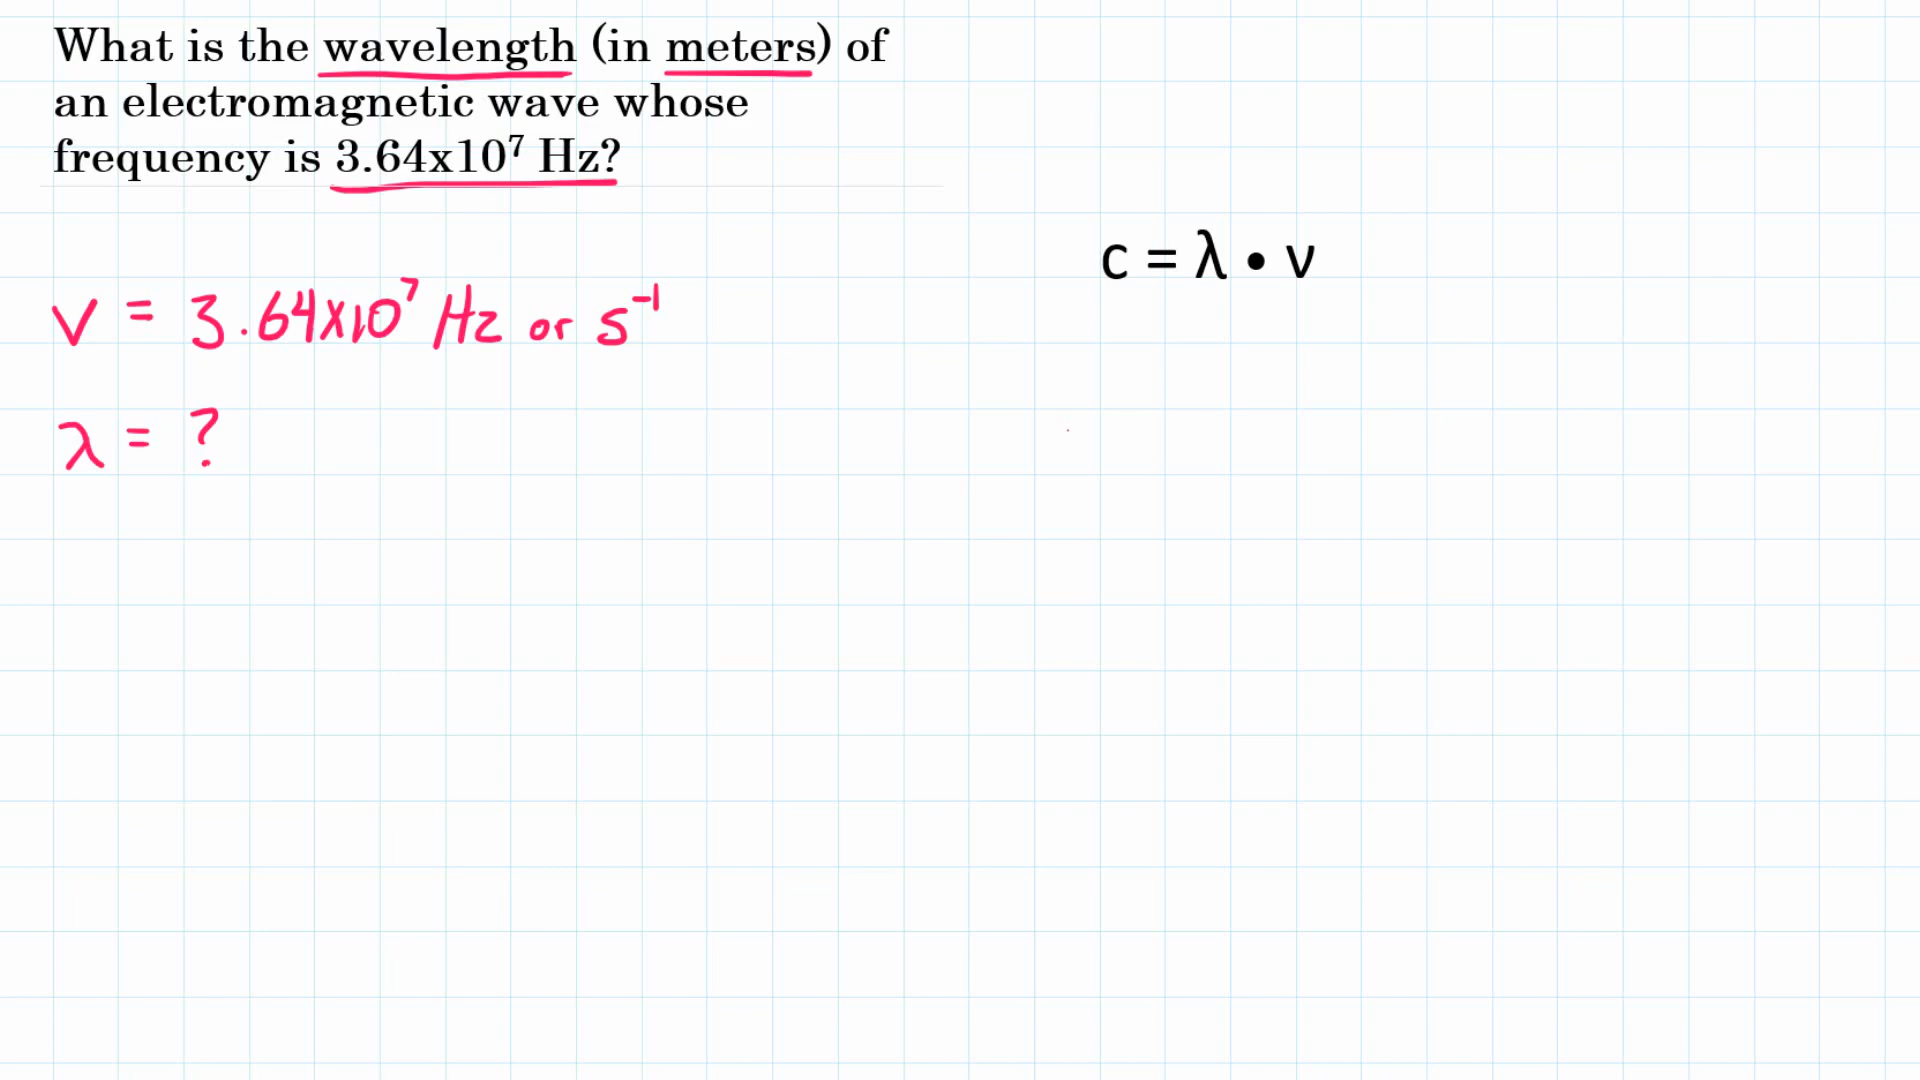 What is the wavelength (in meters) of
an electromagnetic wave whose
frequency is 3.64x10⁷ Hz?
c = λ • ν
ν = 3.64x10⁷ Hz or s⁻¹
λ = ?